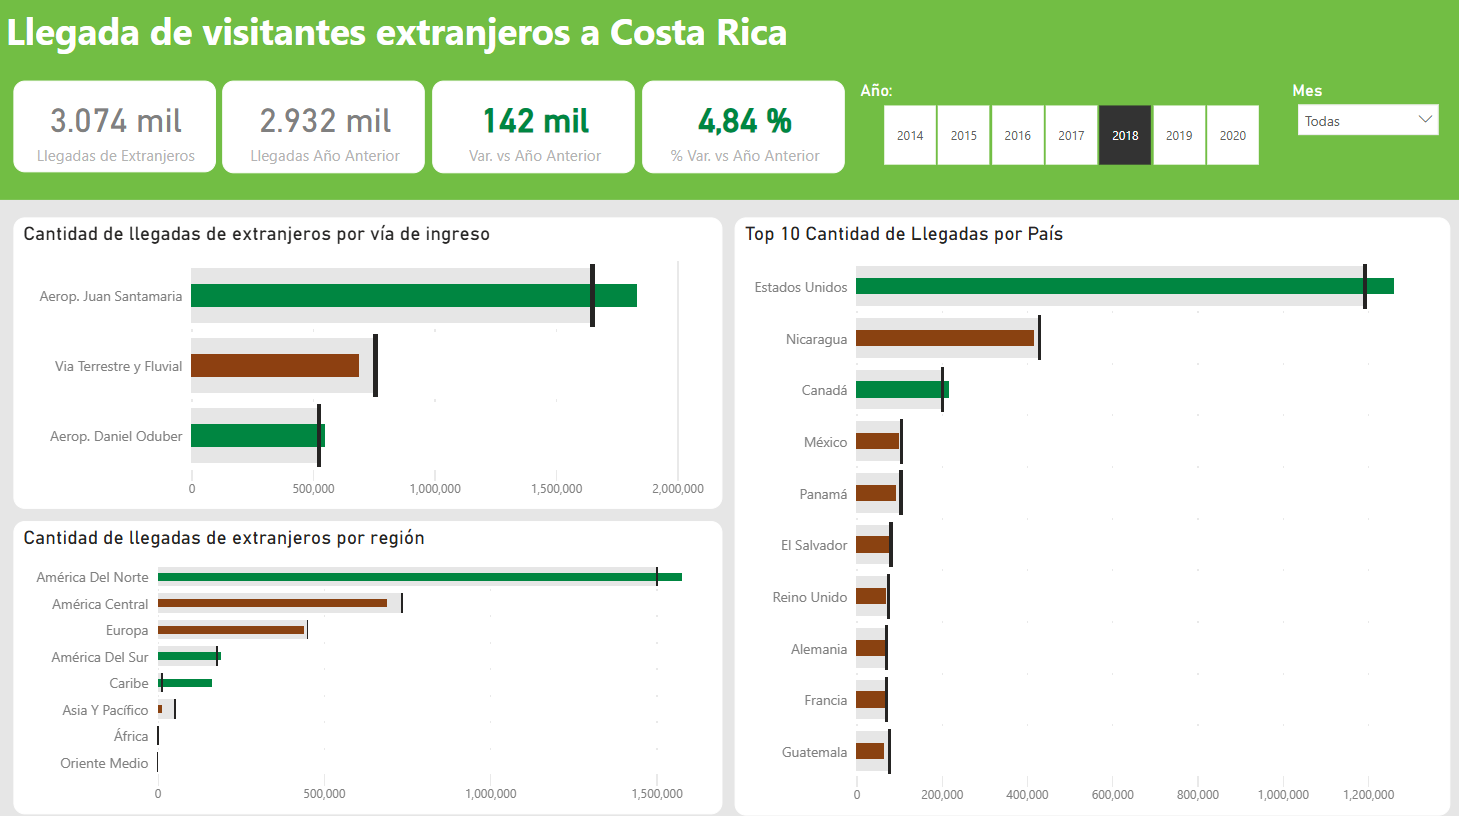 Llegada de visitantes extranjeros a Costa Rica
3.074 mil
Llegadas de Extranjeros
2.932 mil
Llegadas Año Anterior
142 mil
Var. vs Año Anterior
4,84 %
% Var. vs Año Anterior
Año:
2014 2015 2016 2017 2018 2019 2020
Mes
Todas
Cantidad de llegadas de extranjeros por vía de ingreso
Aerop. Juan Santamaria
Via Terrestre y Fluvial
Aerop. Daniel Oduber
0 500,000 1,000,000 1,500,000 2,000,000
Cantidad de llegadas de extranjeros por región
América Del Norte
América Central
Europa
América Del Sur
Caribe
Asia Y Pacífico
África
Oriente Medio
0 500,000 1,000,000 1,500,000
Top 10 Cantidad de Llegadas por País
Estados Unidos
Nicaragua
Canadá
México
Panamá
El Salvador
Reino Unido
Alemania
Francia
Guatemala
0 200,000 400,000 600,000 800,000 1,000,000 1,200,000